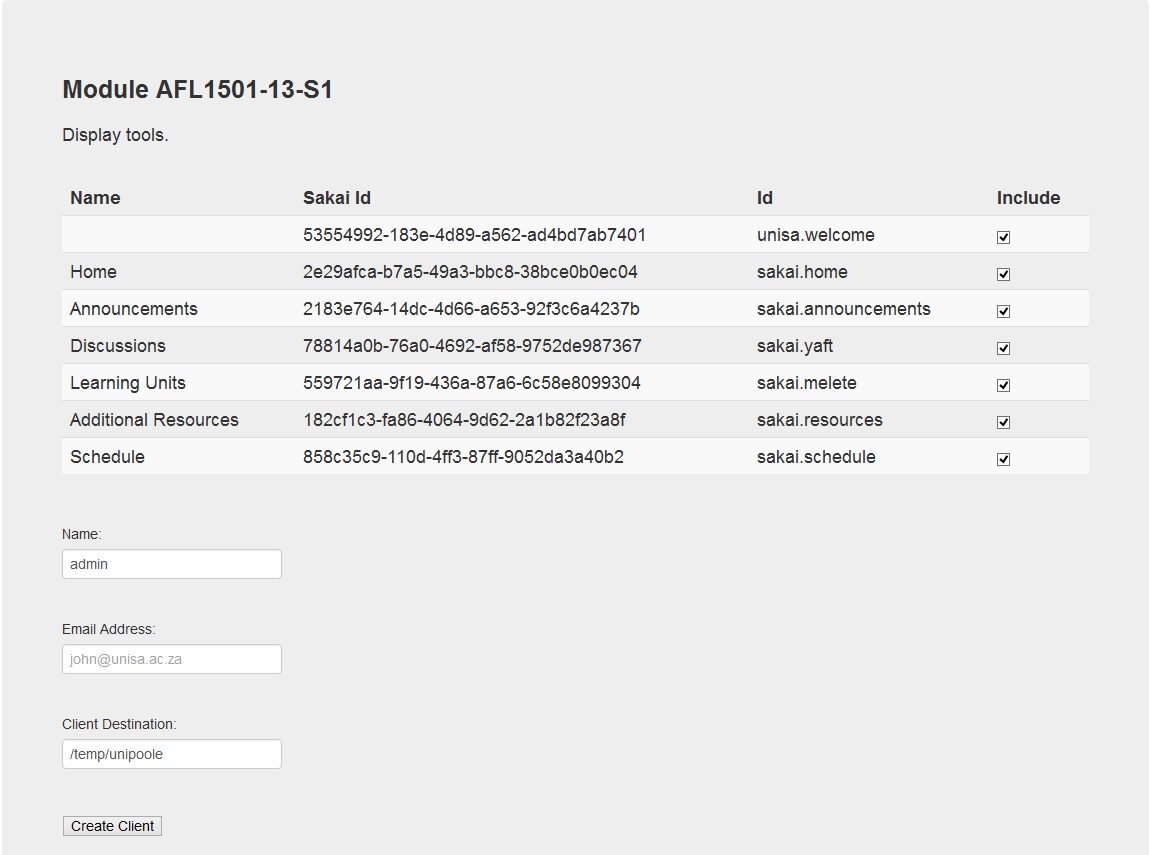 Module AFL1501-13-S1
Display tools.
Name Sakai Id Id Include
53554992-183e-4d89-a562-ad4bd7ab7401 unisa.welcome
Home 2e29afca-b7a5-49a3-bbc8-38bce0b0ec04 sakai.home
Announcements 2183e764-14dc-4d66-a653-92f3c6a4237b sakai.announcements
Discussions 78814a0b-76a0-4692-af58-9752de987367 sakai.yaft
Learning Units 559721aa-9f19-436a-87a6-6c58e8099304 sakai.melete
Additional Resources 182cf1c3-fa86-4064-9d62-2a1b82f23a8f sakai.resources
Schedule 858c35c9-110d-4ff3-87ff-9052da3a40b2 sakai.schedule
Name:
admin
Email Address:
john@unisa.ac.za
Client Destination:
/temp/unipoole
Create Client